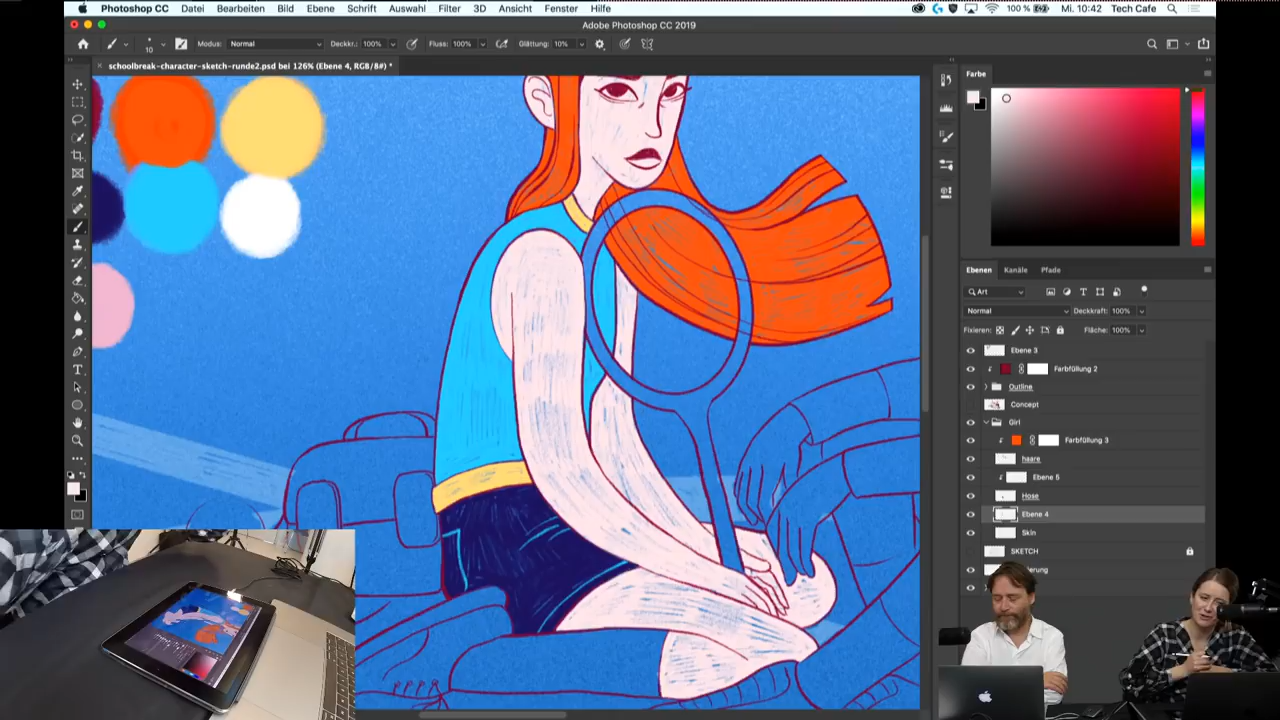 Photoshop CC Datei Bearbeiten Bild Ebene Schrift Auswahl Filter 3D Ansicht Fenster Hilfe 100 % Mi. 10:42 Tech Cafe
Adobe Photoshop CC 2019
10 Modus: Normal Deckkr.: 100% Fluss: 100% Glättung: 10%
schoolbreak-character-sketch-runde2.psd bei 126% (Ebene 4, RGB/8#) *
Farbe
Ebenen Kanäle Pfade
Art
Normal Deckkraft: 100%
Fixieren: Fläche: 100%
Ebene 3
Farbfüllung 2
Outline
Concept
Girl
Farbfüllung 3
haare
Ebene 5
Hose
Ebene 4
Skin
SKETCH